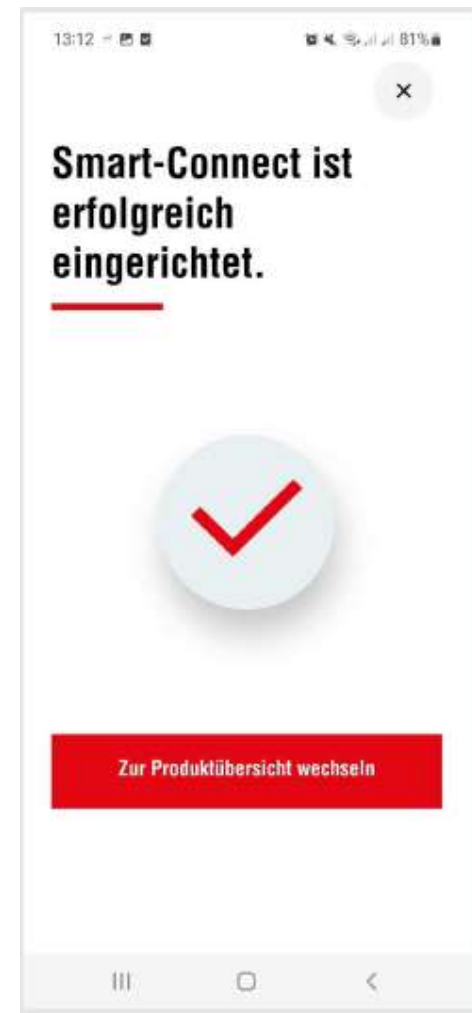 13:12
81%
Smart-Connect ist
erfolgreich
eingerichtet.
Zur Produktübersicht wechseln